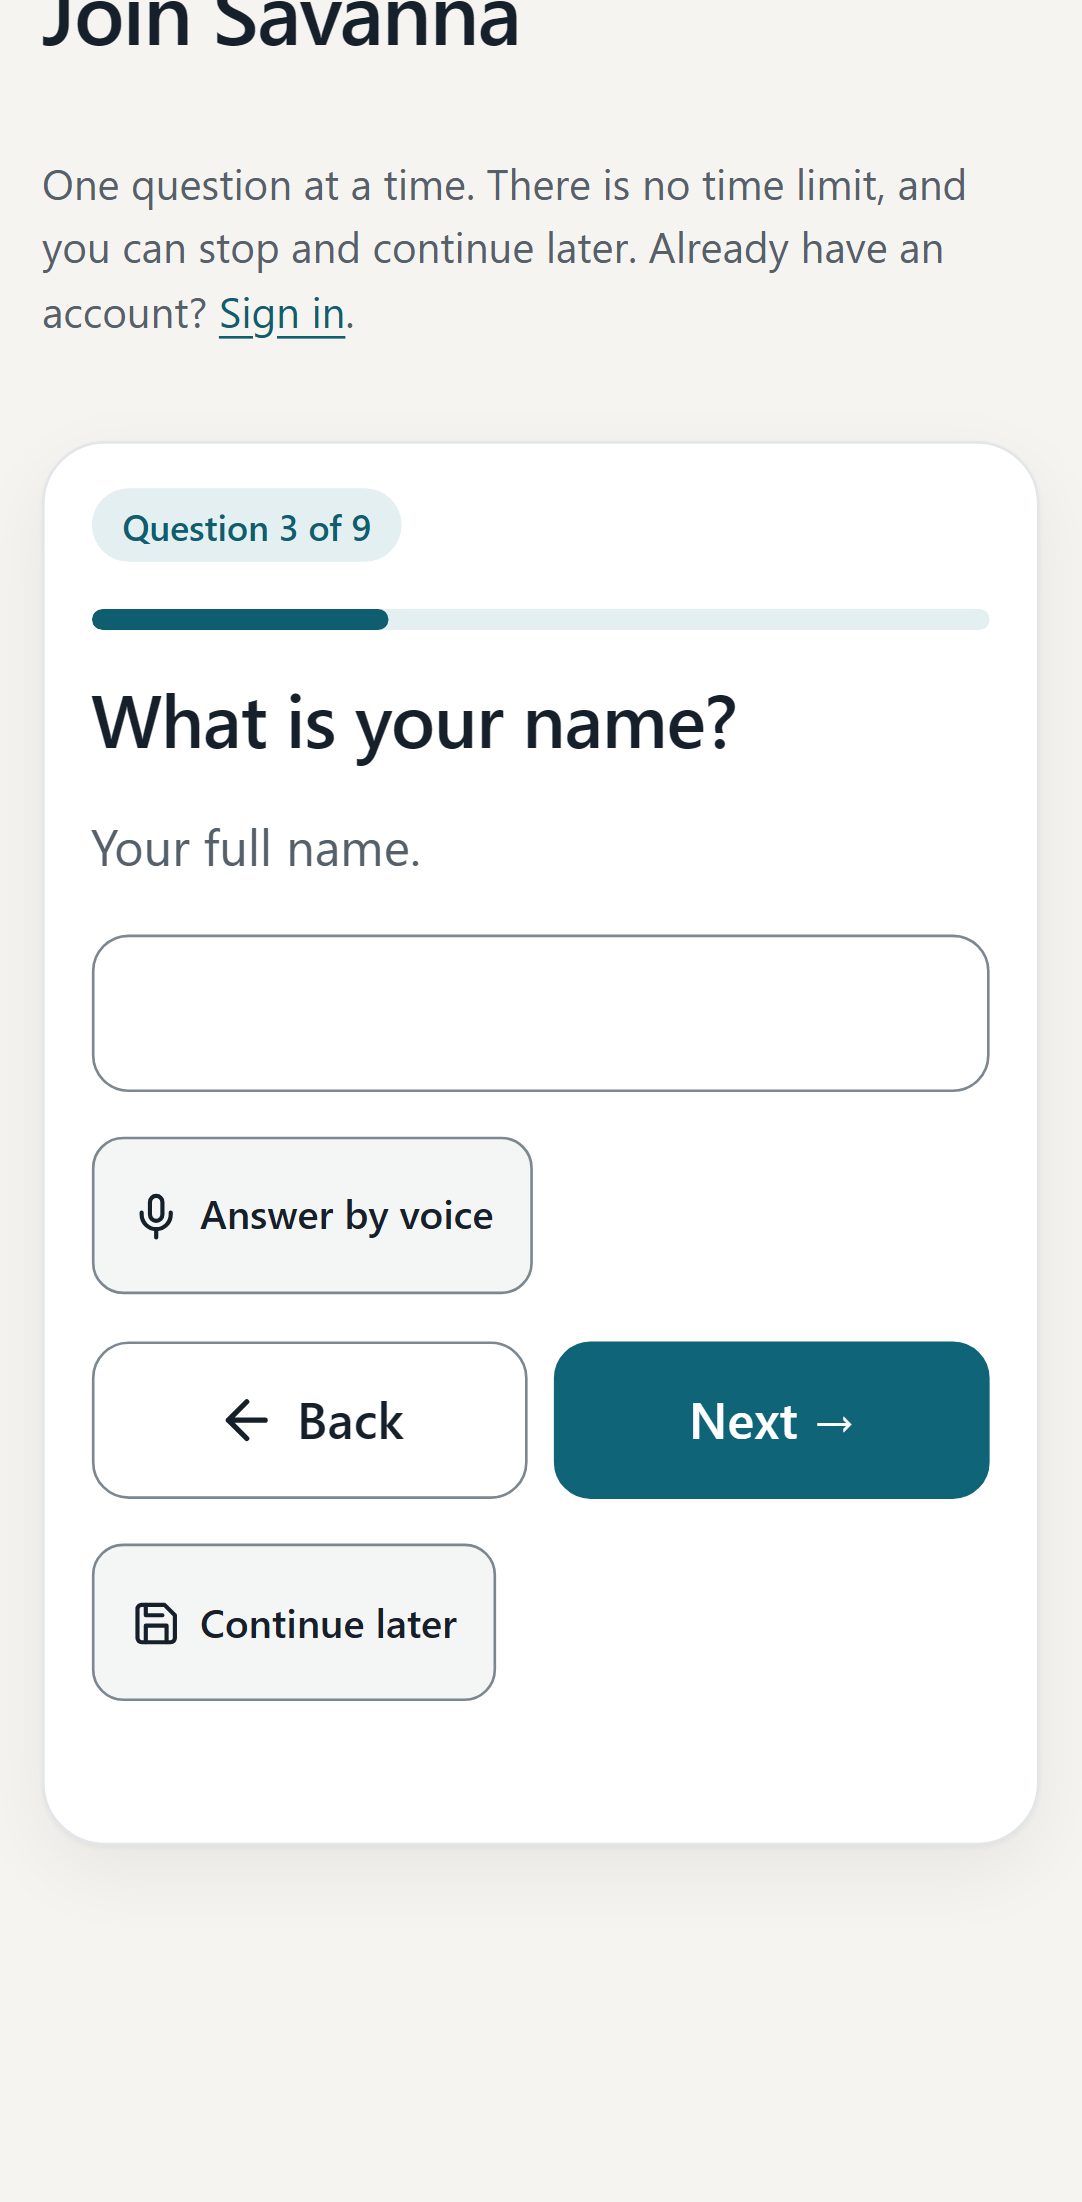 Join Savanna
One question at a time. There is no time limit, and
you can stop and continue later. Already have an
account? Sign in.
Question 3 of 9
What is your name?
Your full name.
Answer by voice
← Back
Next →
Continue later